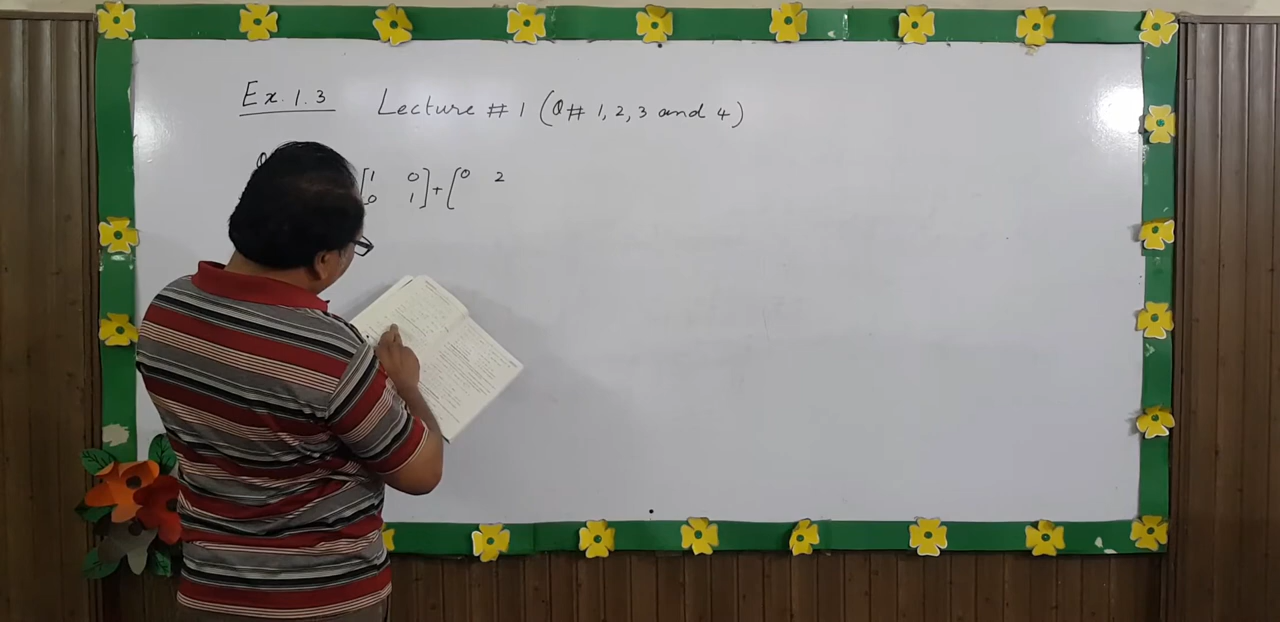 Ex. 1.3 Lecture # 1 (Q# 1, 2, 3 and 4)
Q
[1 0] + [0 2
0 1]